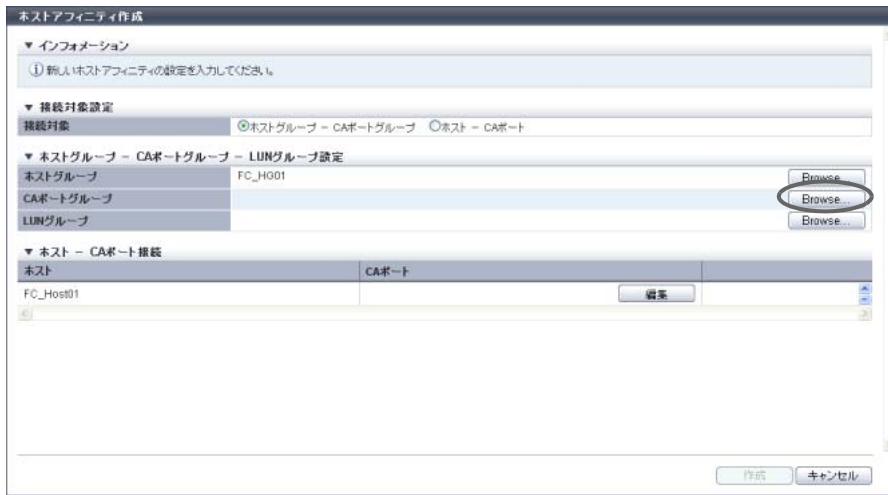 ホストアフィニティ作成
▼ インフォメーション
新しいホストアフィニティの設定を入力してください。
▼ 接続対象設定
接続対象 ホストグループ - CAポートグループ ホスト - CAポート
▼ ホストグループ - CAポートグループ - LUNグループ設定
ホストグループ FC_HG01 Browse...
CAポートグループ Browse...
LUNグループ Browse...
▼ ホスト - CAポート接続
ホスト CAポート
FC_Host01 編集
作成 キャンセル